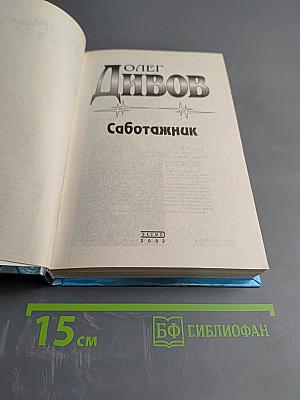 ОЛЕГ
ДИВОВ
Саботажник
ЭКСМО
2002
15 см
БФ БИБЛИОФАН